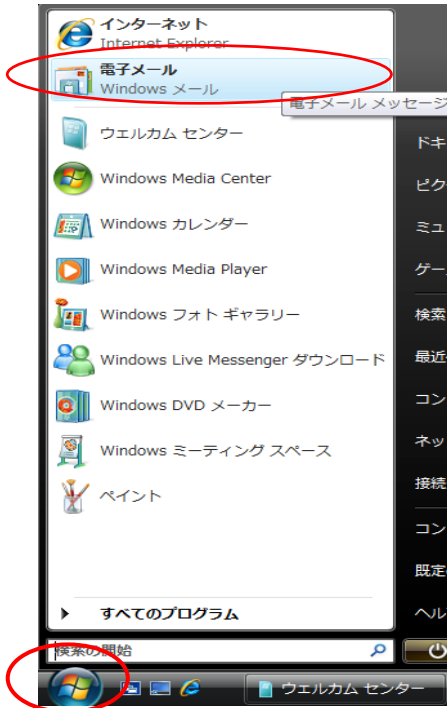 インターネット
Internet Explorer
電子メール
Windows メール
電子メール メッセージ
ウェルカム センター
Windows Media Center
Windows カレンダー
Windows Media Player
Windows フォト ギャラリー
Windows Live Messenger ダウンロード
Windows DVD メーカー
Windows ミーティング スペース
ペイント
すべてのプログラム
検索の開始
ドキ
ピク
ミュ
ゲー
検索
最近
コン
ネッ
接続
コン
既定
ヘル
ウェルカム センター